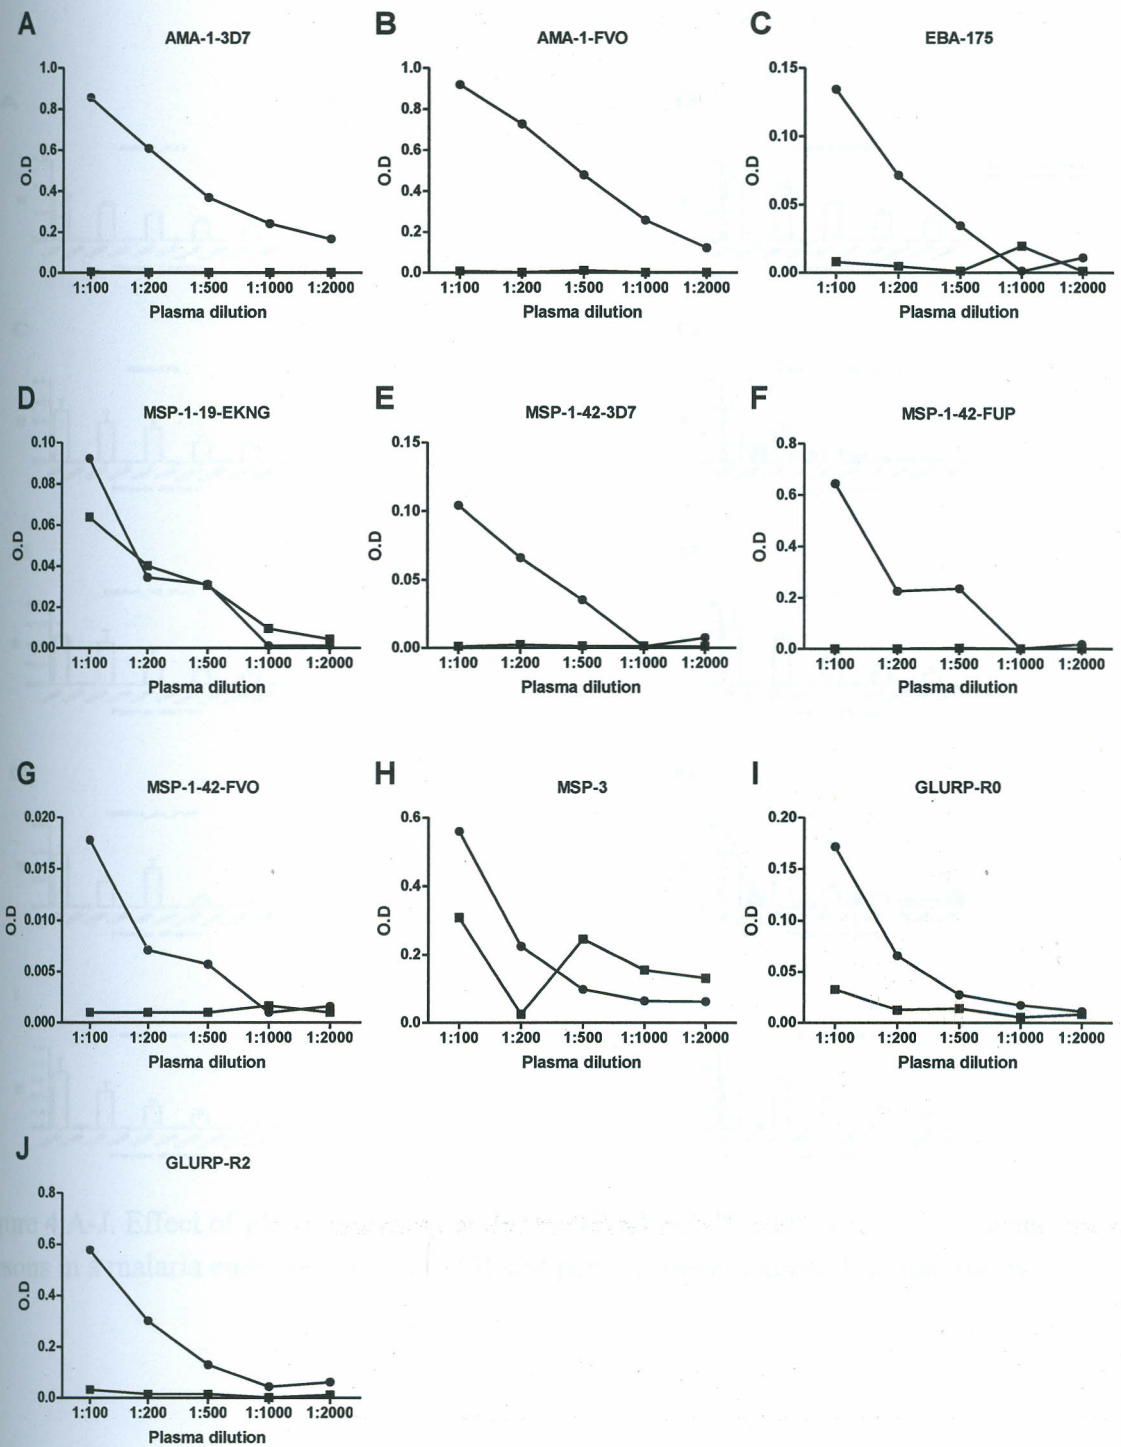 A
AMA-1-3D7
1.0
0.8
0.6
0.4
0.2
0.0
O.D
1:100 1:200 1:500 1:1000 1:2000
Plasma dilution
B
AMA-1-FVO
1.0
0.8
0.6
0.4
0.2
0.0
O.D
1:100 1:200 1:500 1:1000 1:2000
Plasma dilution
C
EBA-175
0.15
0.10
0.05
0.00
O.D
1:100 1:200 1:500 1:1000 1:2000
Plasma dilution
D
MSP-1-19-EKNG
0.10
0.08
0.06
0.04
0.02
0.00
O.D
1:100 1:200 1:500 1:1000 1:2000
Plasma dilution
E
MSP-1-42-3D7
0.15
0.10
0.05
0.00
O.D
1:100 1:200 1:500 1:1000 1:2000
Plasma dilution
F
MSP-1-42-FUP
0.8
0.6
0.4
0.2
0.0
O.D
1:100 1:200 1:500 1:1000 1:2000
Plasma dilution
G
MSP-1-42-FVO
0.020
0.015
0.010
0.005
0.000
O.D
1:100 1:200 1:500 1:1000 1:2000
Plasma dilution
H
MSP-3
0.6
0.4
0.2
0.0
O.D
1:100 1:200 1:500 1:1000 1:2000
Plasma dilution
I
GLURP-R0
0.20
0.15
0.10
0.05
0.00
O.D
1:100 1:200 1:500 1:1000 1:2000
Plasma dilution
J
GLURP-R2
0.8
0.6
0.4
0.2
0.0
O.D
1:100 1:200 1:500 1:1000 1:2000
Plasma dilution